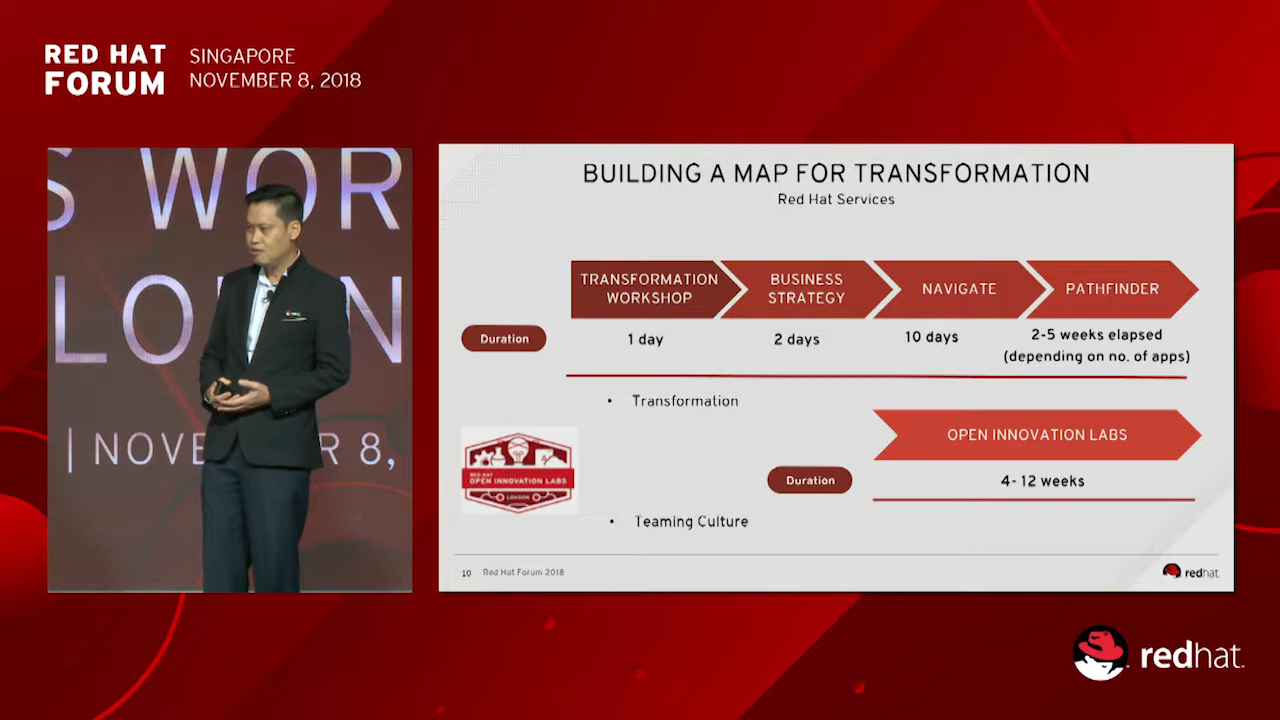 RED HAT
FORUM
SINGAPORE
NOVEMBER 8, 2018
S WOR
LO N
| NOVE R 8,
BUILDING A MAP FOR TRANSFORMATION
Red Hat Services
TRANSFORMATION
WORKSHOP
BUSINESS
STRATEGY
NAVIGATE
PATHFINDER
Duration
1 day
2 days
10 days
2-5 weeks elapsed
(depending on no. of apps)
• Transformation
OPEN INNOVATION LABS
RED HAT
OPEN INNOVATION LABS
LONDON
Duration
4- 12 weeks
• Teaming Culture
10 Red Hat Forum 2018
redhat.
redhat.